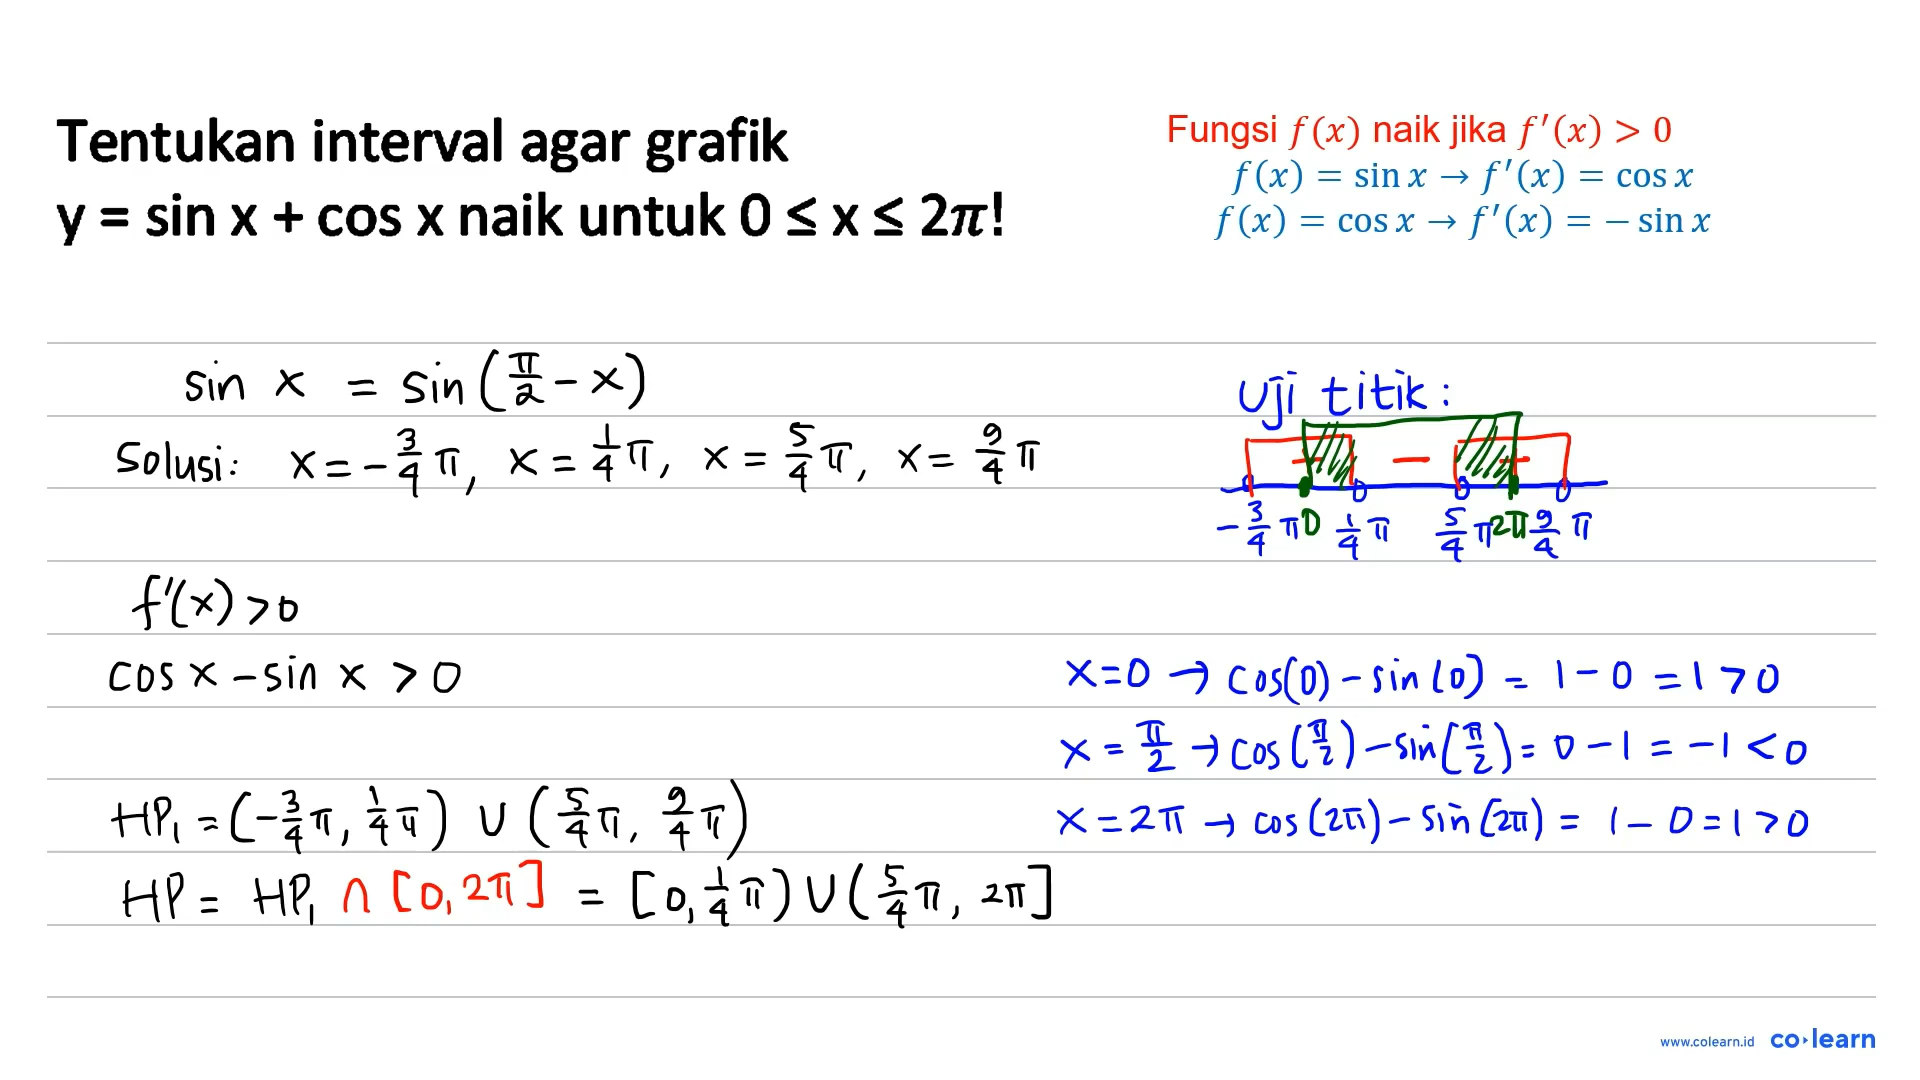 Tentukan interval agar grafik
y = sin x + cos x naik untuk 0 ≤ x ≤ 2π!
Fungsi f(x) naik jika f'(x) > 0
f(x) = sin x → f'(x) = cos x
f(x) = cos x → f'(x) = − sin x
sin x = sin(π/2 − x)
Solusi: x = −3/4 π, x = 1/4 π, x = 5/4 π, x = 9/4 π
f'(x) > 0
cos x − sin x > 0
HP₁ = (−3/4 π, 1/4 π) ∪ (5/4 π, 9/4 π)
HP = HP₁ ∩ [0, 2π] = [0, 1/4 π) ∪ (5/4 π, 2π]
Uji titik:
+ − +
−3/4 π 0 1/4 π 5/4 π 2π 9/4 π
x = 0 → cos(0) − sin(0) = 1 − 0 = 1 > 0
x = π/2 → cos(π/2) − sin(π/2) = 0 − 1 = −1 < 0
x = 2π → cos(2π) − sin(2π) = 1 − 0 = 1 > 0
www.colearn.id co learn